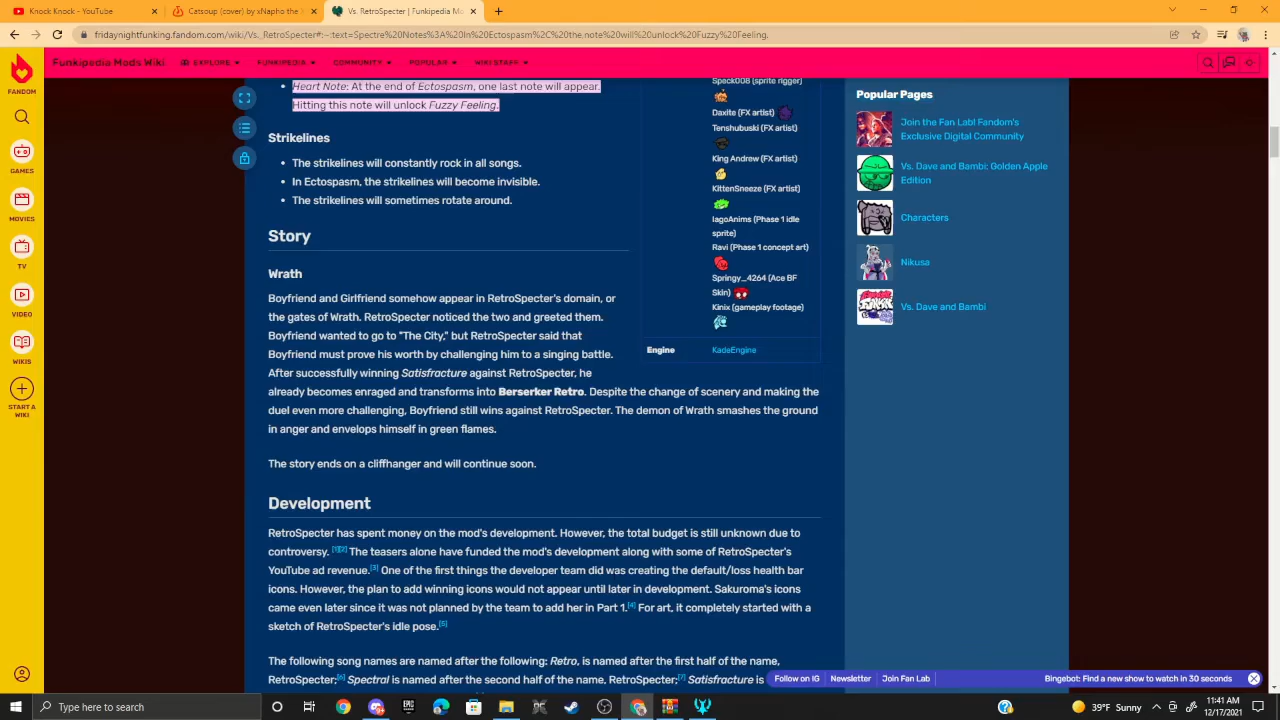 Knock Knock - YouTube
Catsoup (cover) by xNapho the
Vs. RetroSpecter | Funkipedia Mo
fridaynightfunking.fandom.com/wiki/Vs._RetroSpecter#:~:text=Spectre%20Notes%3A%20In%20Ectospasm%2C%20the,note%20will%20unlock%20Fuzzy%20Feeling.
Funkipedia Mods Wiki
EXPLORE
FUNKIPEDIA
COMMUNITY
POPULAR
WIKI STAFF
FANDOM
GAMES
MOVIES
TV
VIDEO
WIKIS
START A
WIKI
Heart Note: At the end of Ectospasm, one last note will appear.
Hitting this note will unlock Fuzzy Feeling.
Strikelines
The strikelines will constantly rock in all songs.
In Ectospasm, the strikelines will become invisible.
The strikelines will sometimes rotate around.
Story
Wrath
Boyfriend and Girlfriend somehow appear in RetroSpecter's domain, or
the gates of Wrath. RetroSpecter noticed the two and greeted them.
Boyfriend wanted to go to "The City," but RetroSpecter said that
Boyfriend must prove his worth by challenging him to a singing battle.
After successfully winning Satisfracture against RetroSpecter, he
already becomes enraged and transforms into Berserker Retro. Despite the change of scenery and making the
duel even more challenging, Boyfriend still wins against RetroSpecter. The demon of Wrath smashes the ground
in anger and envelops himself in green flames.
The story ends on a cliffhanger and will continue soon.
Development
RetroSpecter has spent money on the mod's development. However, the total budget is still unknown due to
controversy. [1][2] The teasers alone have funded the mod's development along with some of RetroSpecter's
YouTube ad revenue.[3] One of the first things the developer team did was creating the default/loss health bar
icons. However, the plan to add winning icons would not appear until later in development. Sakuroma's icons
came even later since it was not planned by the team to add her in Part 1.[4] For art, it completely started with a
sketch of RetroSpecter's idle pose.[5]
The following song names are named after the following: Retro, is named after the first half of the name,
RetroSpecter;[6] Spectral is named after the second half of the name, RetroSpecter;[7] Satisfracture is
Speck008 (sprite rigger)
Daxite (FX artist)
Tenshubuski (FX artist)
King Andrew (FX artist)
KittenSneeze (FX artist)
IagoAnims (Phase 1 idle
sprite)
Ravi (Phase 1 concept art)
Springy_4264 (Ace BF
Skin)
Kinix (gameplay footage)
Engine
KadeEngine
Popular Pages
Join the Fan Lab! Fandom's
Exclusive Digital Community
Vs. Dave and Bambi: Golden Apple
Edition
Characters
Nikusa
Vs. Dave and Bambi
Follow on IG
Newsletter
Join Fan Lab
Bingebot: Find a new show to watch in 30 seconds
Type here to search
39°F Sunny
11:41 AM
12/17/2021